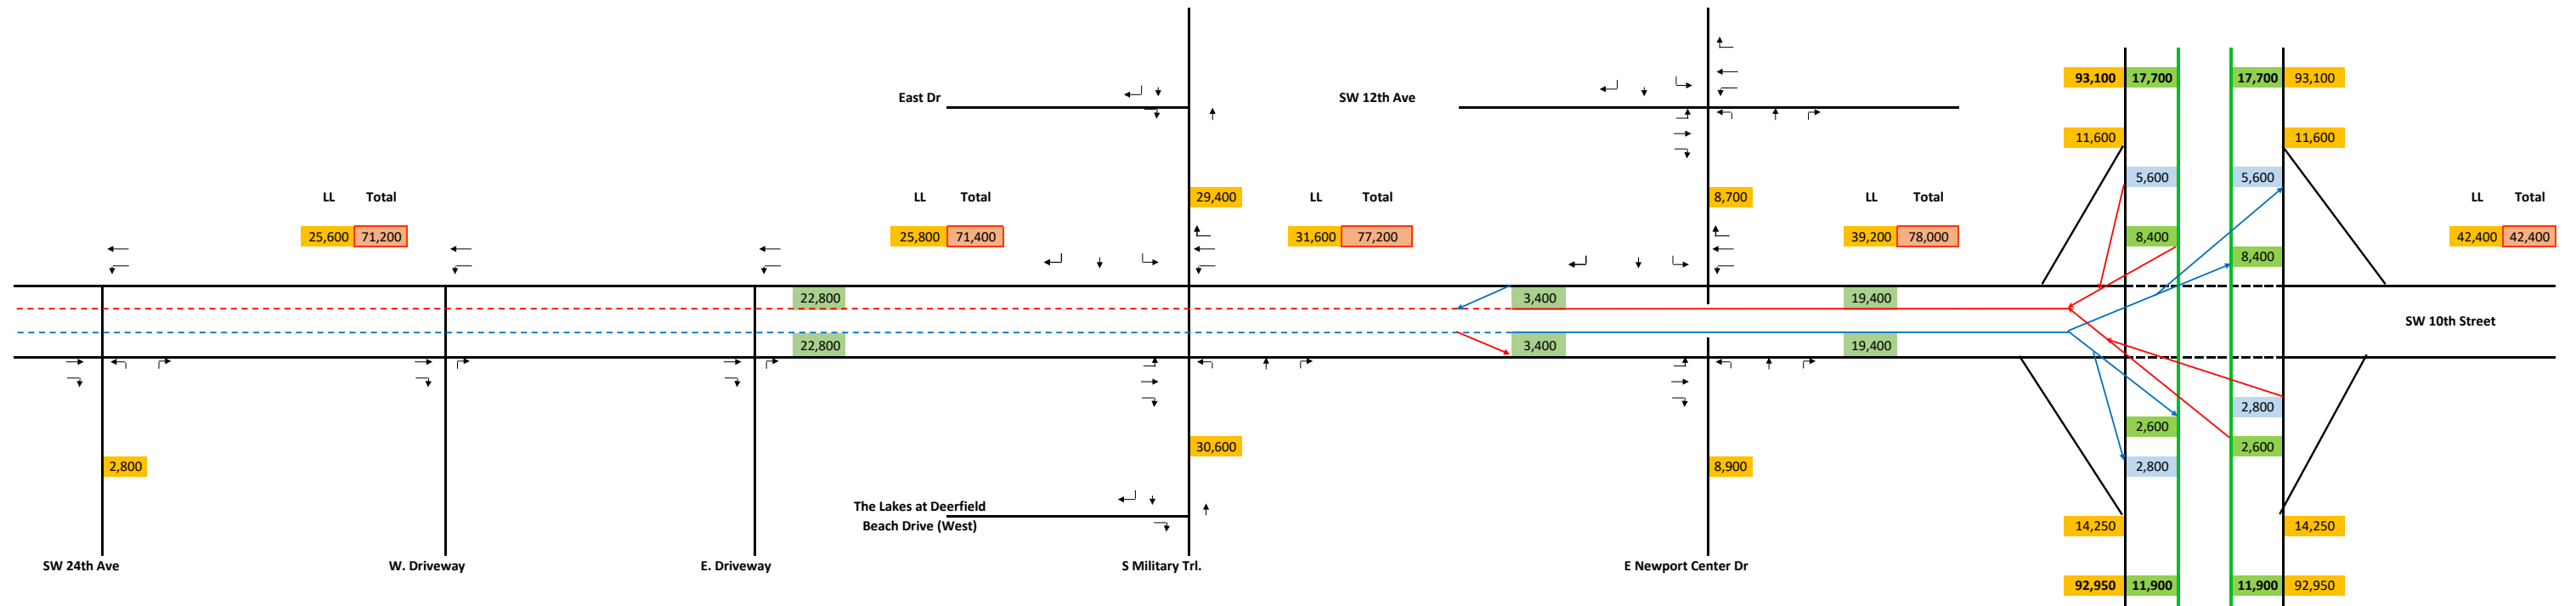 93,100 17,700 17,700 93,100
East Dr
SW 12th Ave
11,600 11,600
5,600 5,600
LL Total
LL Total
29,400
LL Total
8,700
LL Total
LL Total
25,600 71,200
25,800 71,400
31,600 77,200
39,200 78,000
8,400
42,400 42,400
8,400
22,800
3,400
19,400
SW 10th Street
22,800
3,400
19,400
2,800
2,600
30,600
2,600
2,800
8,900
2,800
The Lakes at Deerfield
Beach Drive (West)
14,250 14,250
SW 24th Ave
W. Driveway
E. Driveway
S Military Trl.
E Newport Center Dr
92,950 11,900 11,900 92,950